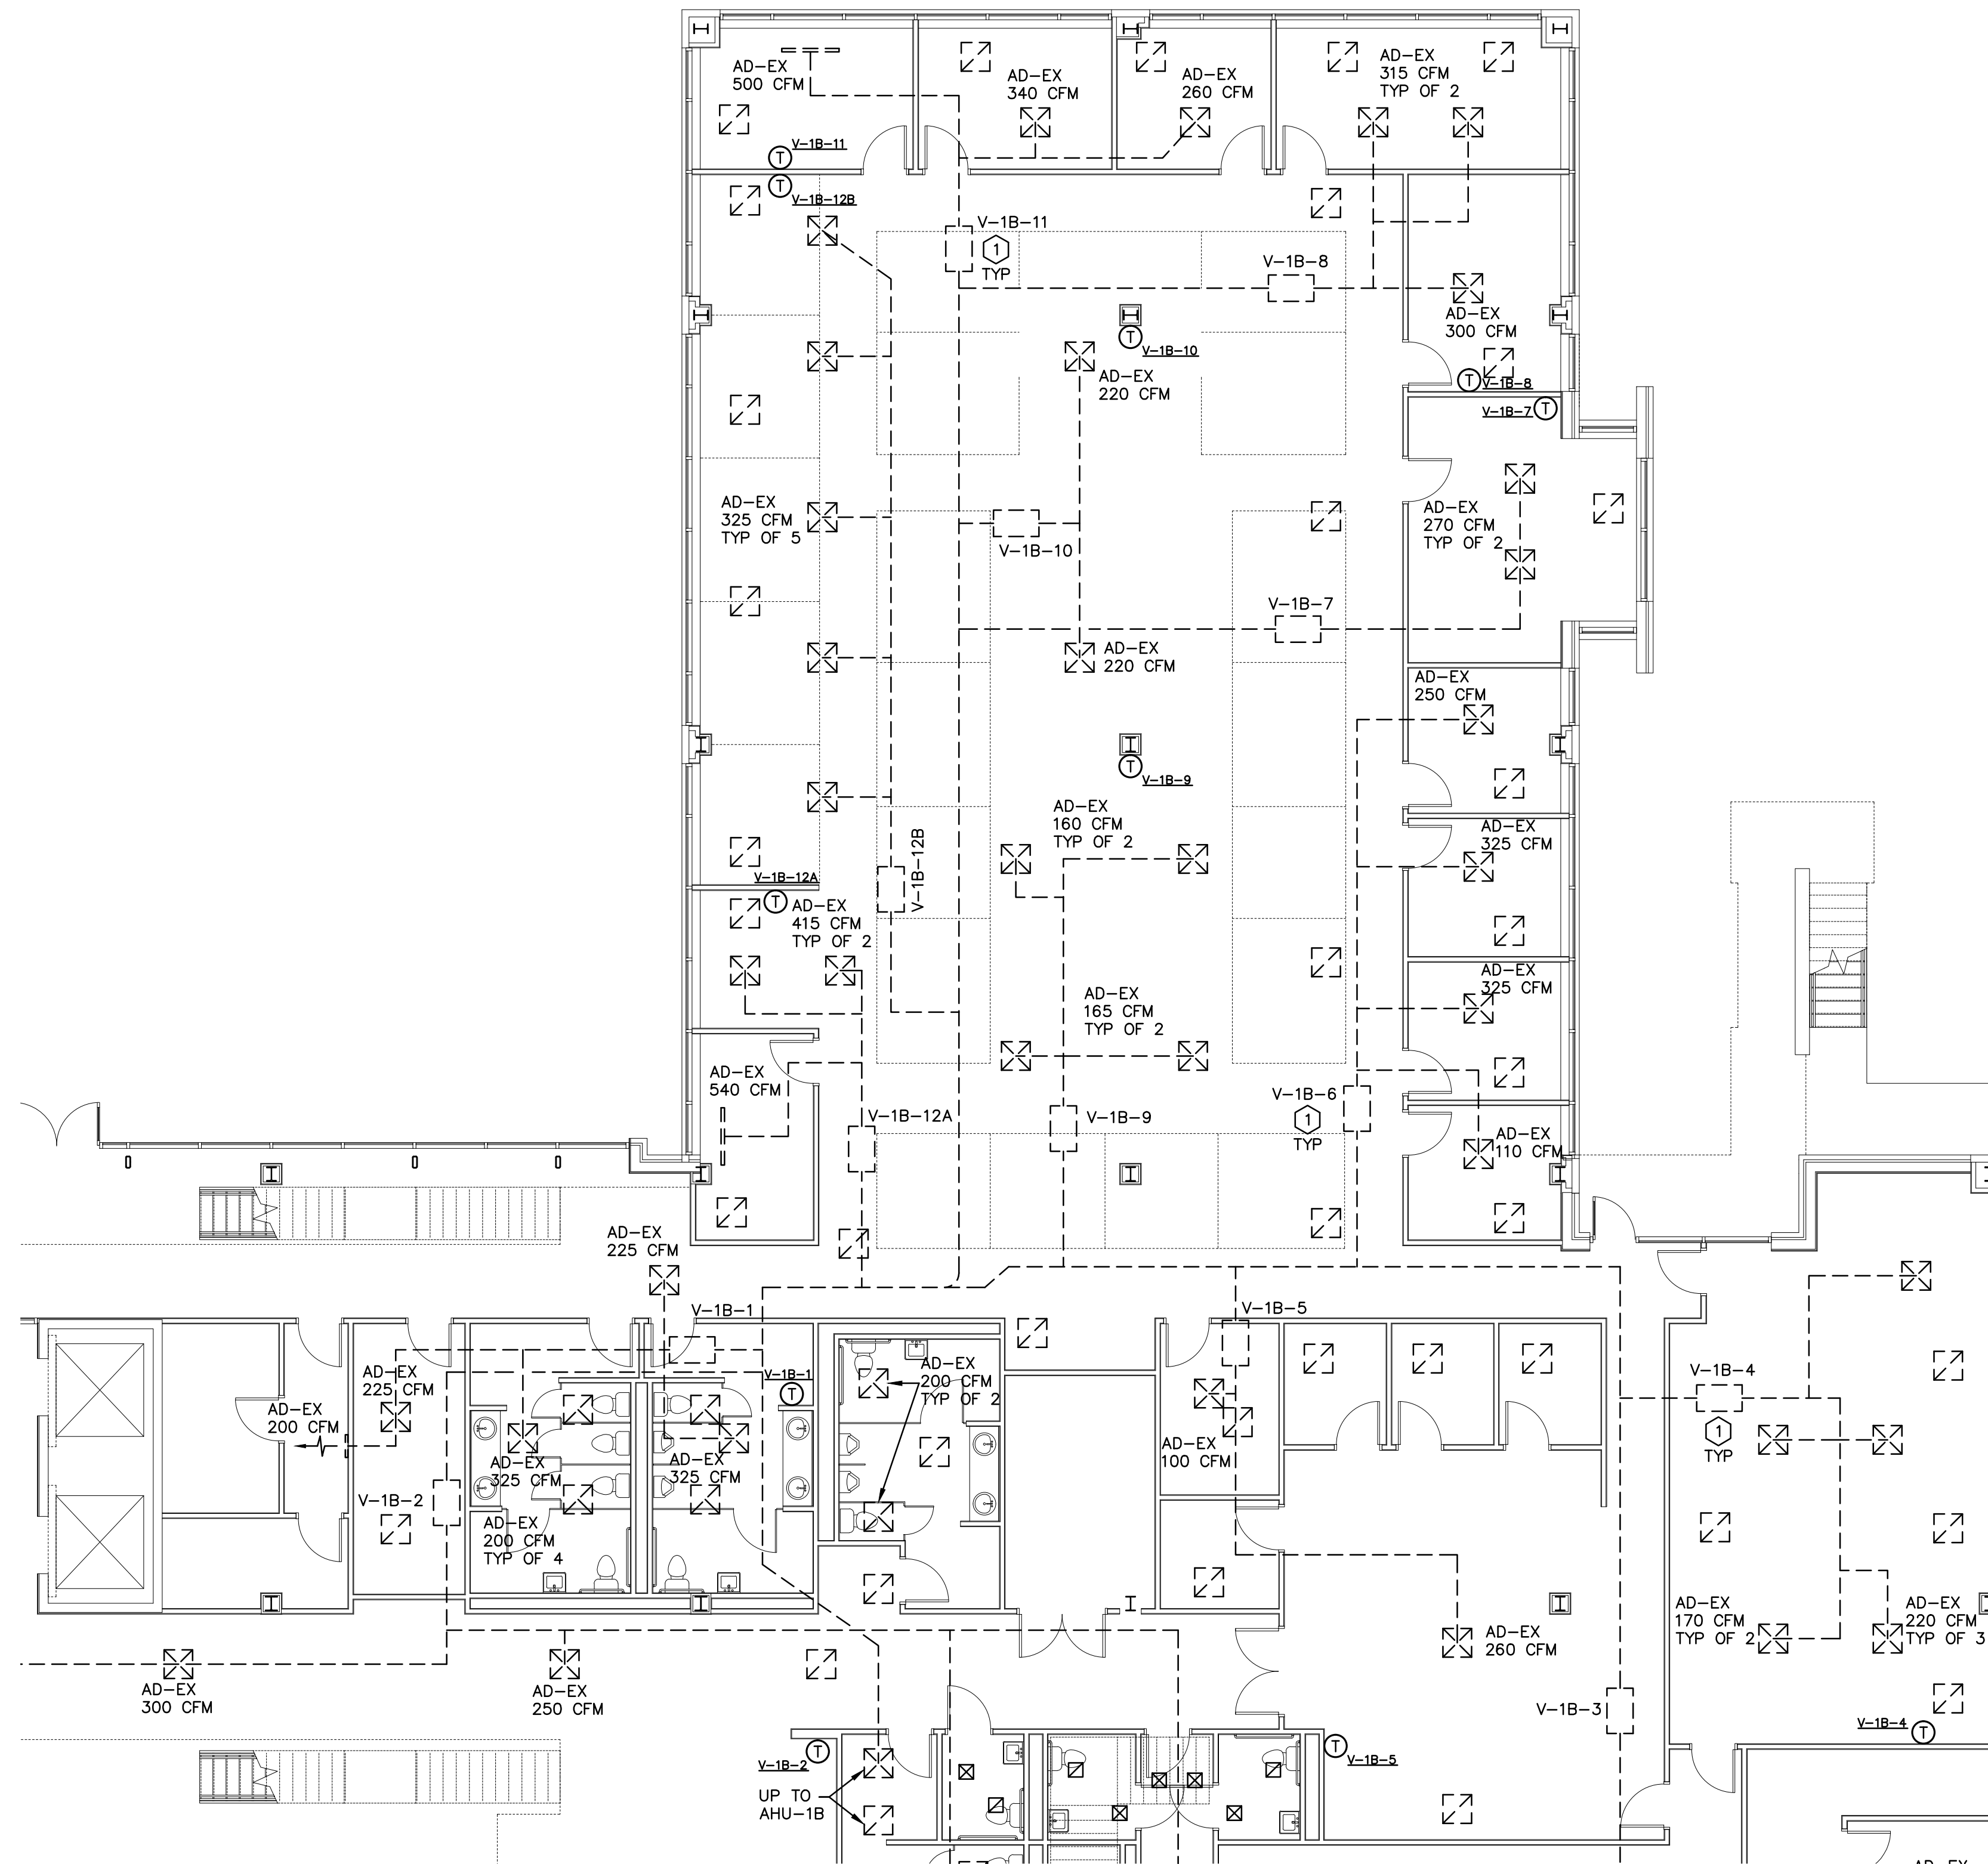 AD-EX
500 CFM
AD-EX
340 CFM
AD-EX
260 CFM
AD-EX
315 CFM
TYP OF 2
V-1B-11
T
T
V-1B-12B
V-1B-11
1
TYP
V-1B-8
AD-EX
300 CFM
T
V-1B-10
T
V-1B-8
AD-EX
220 CFM
V-1B-7
T
AD-EX
325 CFM
TYP OF 5
AD-EX
270 CFM
TYP OF 2
V-1B-10
V-1B-7
AD-EX
220 CFM
AD-EX
250 CFM
T
V-1B-9
AD-EX
160 CFM
TYP OF 2
AD-EX
325 CFM
V-1B-12B
V-1B-12A
T
AD-EX
415 CFM
TYP OF 2
AD-EX
325 CFM
AD-EX
165 CFM
TYP OF 2
AD-EX
540 CFM
V-1B-6
1
TYP
V-1B-12A
V-1B-9
AD-EX
110 CFM
AD-EX
225 CFM
V-1B-1
V-1B-5
AD-EX
225 CFM
V-1B-1
T
AD-EX
200 CFM
TYP OF 2
V-1B-4
1
TYP
AD-EX
200 CFM
AD-EX
325 CFM
AD-EX
325 CFM
AD-EX
100 CFM
V-1B-2
AD-EX
200 CFM
TYP OF 4
AD-EX
170 CFM
TYP OF 2
AD-EX
220 CFM
TYP OF 3
AD-EX
260 CFM
AD-EX
300 CFM
AD-EX
250 CFM
V-1B-3
V-1B-4
T
V-1B-2
T
T
V-1B-5
UP TO
AHU-1B
AD-EX